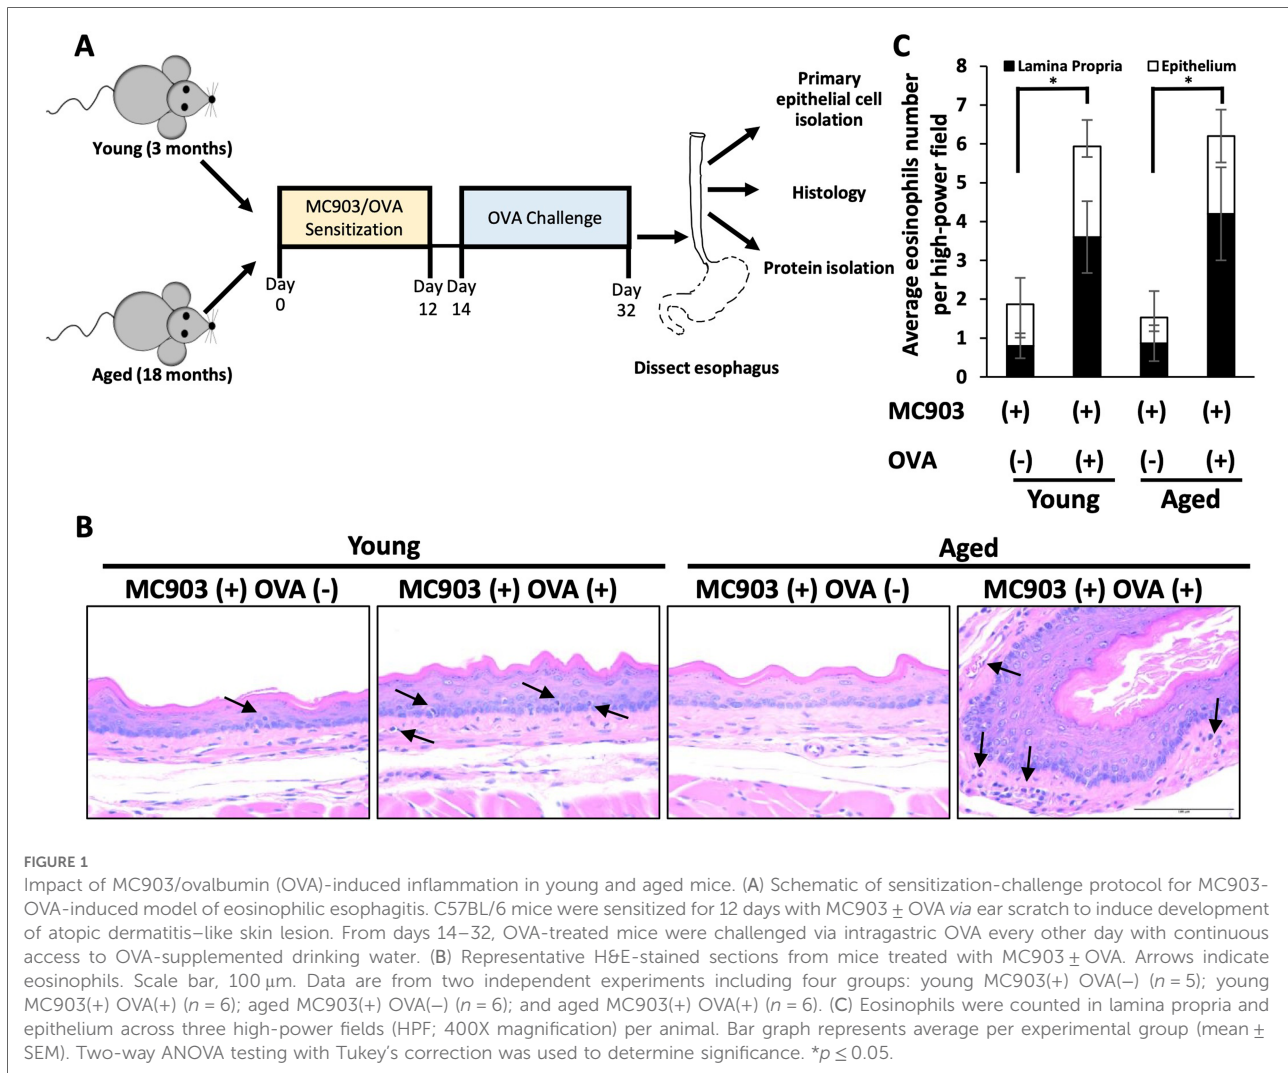 A
Young (3 months)
Aged (18 months)
MC903/OVA
Sensitization
OVA Challenge
Day
0
Day
12
Day
14
Day
32
Primary
epithelial cell
isolation
Histology
Protein isolation
Dissect esophagus
C
Average eosinophils number
per high-power field
8
7
6
5
4
3
2
1
0
Lamina Propria
Epithelium
*
*
MC903 (+) (+) (+) (+)
OVA (-) (+) (-) (+)
Young Aged
B
Young Aged
MC903 (+) OVA (-) MC903 (+) OVA (+) MC903 (+) OVA (-) MC903 (+) OVA (+)
FIGURE 1
Impact of MC903/ovalbumin (OVA)-induced inflammation in young and aged mice. (A) Schematic of sensitization-challenge protocol for MC903-
OVA-induced model of eosinophilic esophagitis. C57BL/6 mice were sensitized for 12 days with MC903 ± OVA via ear scratch to induce development
of atopic dermatitis–like skin lesion. From days 14–32, OVA-treated mice were challenged via intragastric OVA every other day with continuous
access to OVA-supplemented drinking water. (B) Representative H&E-stained sections from mice treated with MC903 ± OVA. Arrows indicate
eosinophils. Scale bar, 100 μm. Data are from two independent experiments including four groups: young MC903(+) OVA(−) (n = 5); young
MC903(+) OVA(+) (n = 6); aged MC903(+) OVA(−) (n = 6); and aged MC903(+) OVA(+) (n = 6). (C) Eosinophils were counted in lamina propria and
epithelium across three high-power fields (HPF; 400X magnification) per animal. Bar graph represents average per experimental group (mean ±
SEM). Two-way ANOVA testing with Tukey's correction was used to determine significance. *p ≤ 0.05.